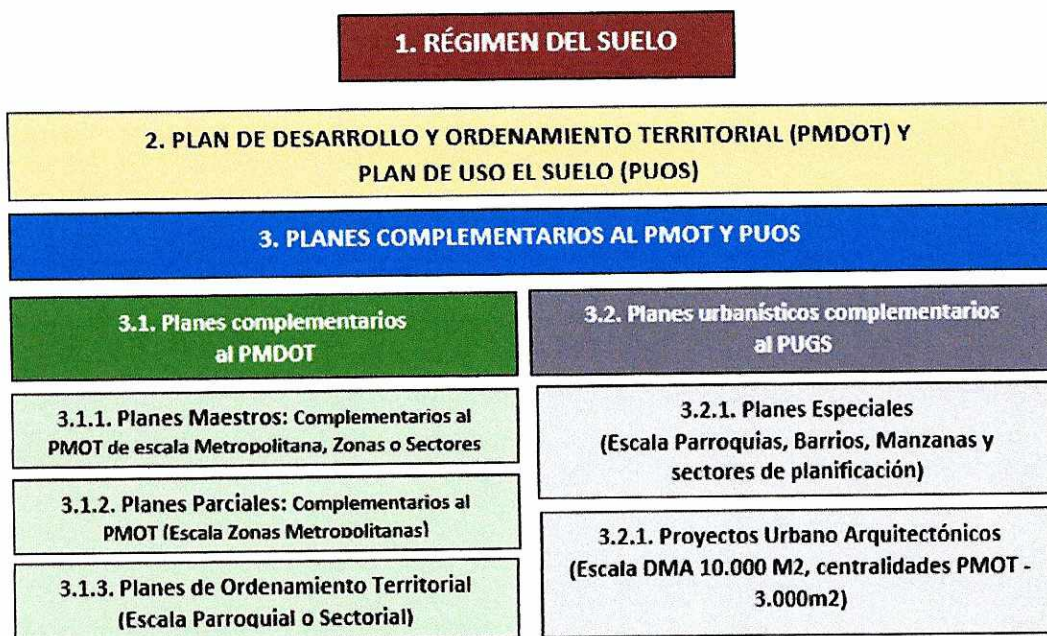 1. RÉGIMEN DEL SUELO
2. PLAN DE DESARROLLO Y ORDENAMIENTO TERRITORIAL (PMDOT) Y
PLAN DE USO EL SUELO (PUOS)
3. PLANES COMPLEMENTARIOS AL PMOT Y PUOS
3.1. Planes complementarios
al PMDOT
3.1.1. Planes Maestros: Complementarios al
PMOT de escala Metropolitana, Zonas o Sectores
3.1.2. Planes Parciales: Complementarios al
PMOT (Escala Zonas Metropolitanas)
3.1.3. Planes de Ordenamiento Territorial
(Escala Parroquial o Sectorial)
3.2. Planes urbanísticos complementarios
al PUGS
3.2.1. Planes Especiales
(Escala Parroquias, Barrios, Manzanas y
sectores de planificación)
3.2.1. Proyectos Urbano Arquitectónicos
(Escala DMA 10.000 M2, centralidades PMOT -
3.000m2)